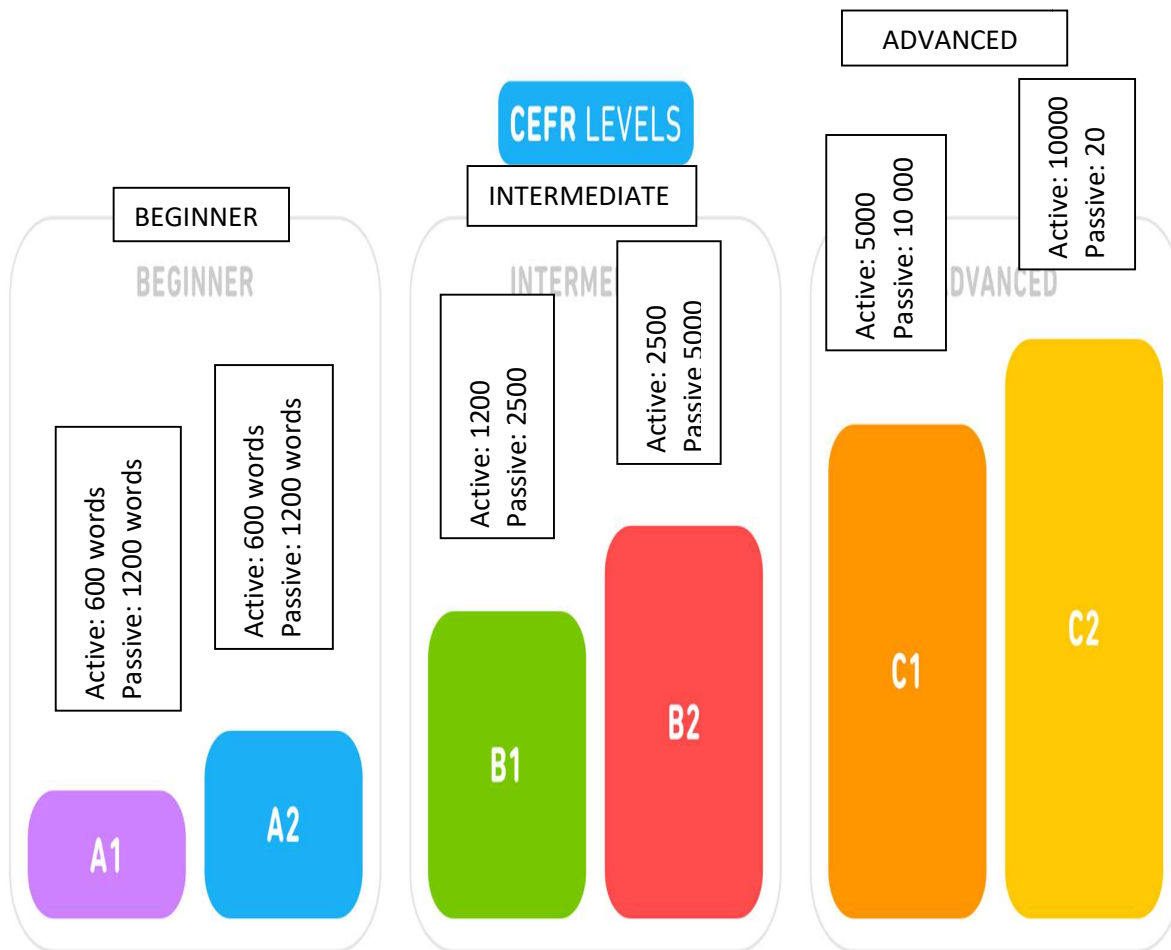 ADVANCED
CEFR LEVELS
BEGINNER
INTERMEDIATE
BEGINNER
INTERME
DVANCED
Active: 600 words
Passive: 1200 words
Active: 600 words
Passive: 1200 words
Active: 1200
Passive: 2500
Active: 2500
Passive 5000
Active: 5000
Passive: 10 000
Active: 10000
Passive: 20
A1
A2
B1
B2
C1
C2